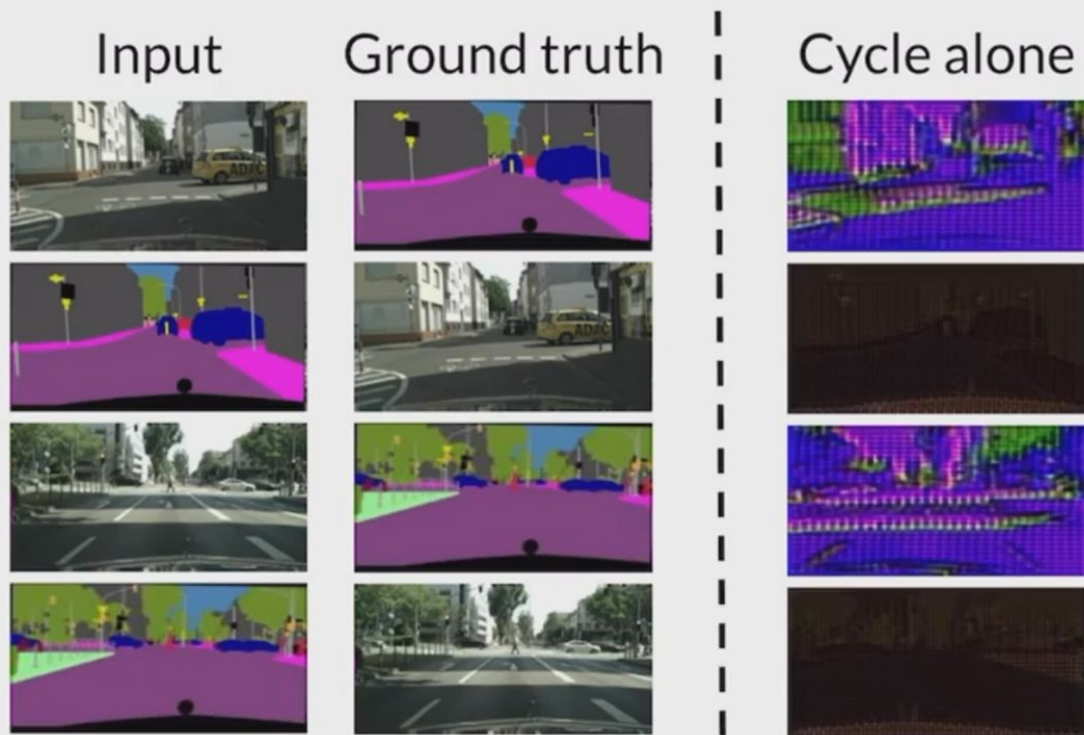 Input
Ground truth
Cycle alone
ADAC
ADAC